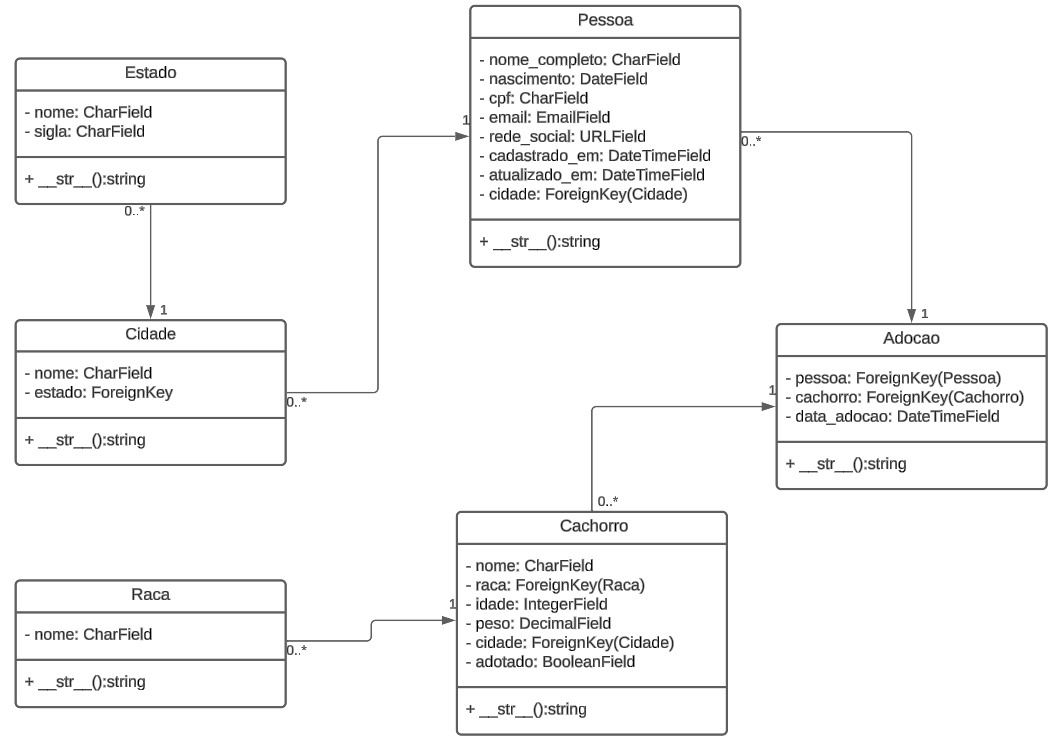 Estado
- nome: CharField
- sigla: CharField
+ __str__():string
0..*
1
Cidade
- nome: CharField
- estado: ForeignKey
+ __str__():string
0..*
1
Pessoa
- nome_completo: CharField
- nascimento: DateField
- cpf: CharField
- email: EmailField
- rede_social: URLField
- cadastrado_em: DateTimeField
- atualizado_em: DateTimeField
- cidade: ForeignKey(Cidade)
+ __str__():string
0..*
1
Adocao
- pessoa: ForeignKey(Pessoa)
- cachorro: ForeignKey(Cachorro)
- data_adocao: DateTimeField
+ __str__():string
1
0..*
Cachorro
- nome: CharField
- raca: ForeignKey(Raca)
- idade: IntegerField
- peso: DecimalField
- cidade: ForeignKey(Cidade)
- adotado: BooleanField
+ __str__():string
1
Raca
- nome: CharField
+ __str__():string
0..*